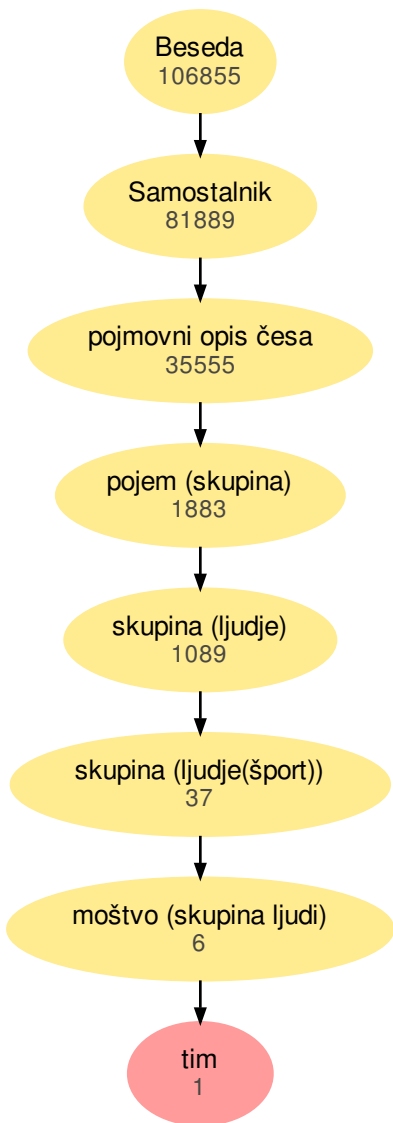 Beseda
106855
Samostalnik
81889
pojmovni opis česa
35555
pojem (skupina)
1883
skupina (ljudje)
1089
skupina (ljudje(šport))
37
moštvo (skupina ljudi)
6
tim
1